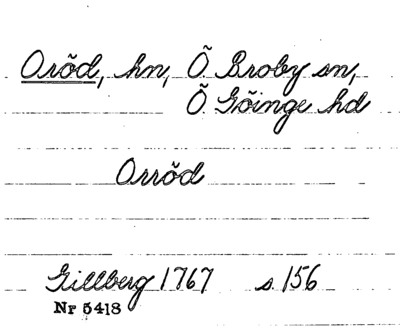 Oröd, hn, Ö Broby sn,
Ö Göinge hd
Orröd
Gillberg 1767 s 156
Nr 5418